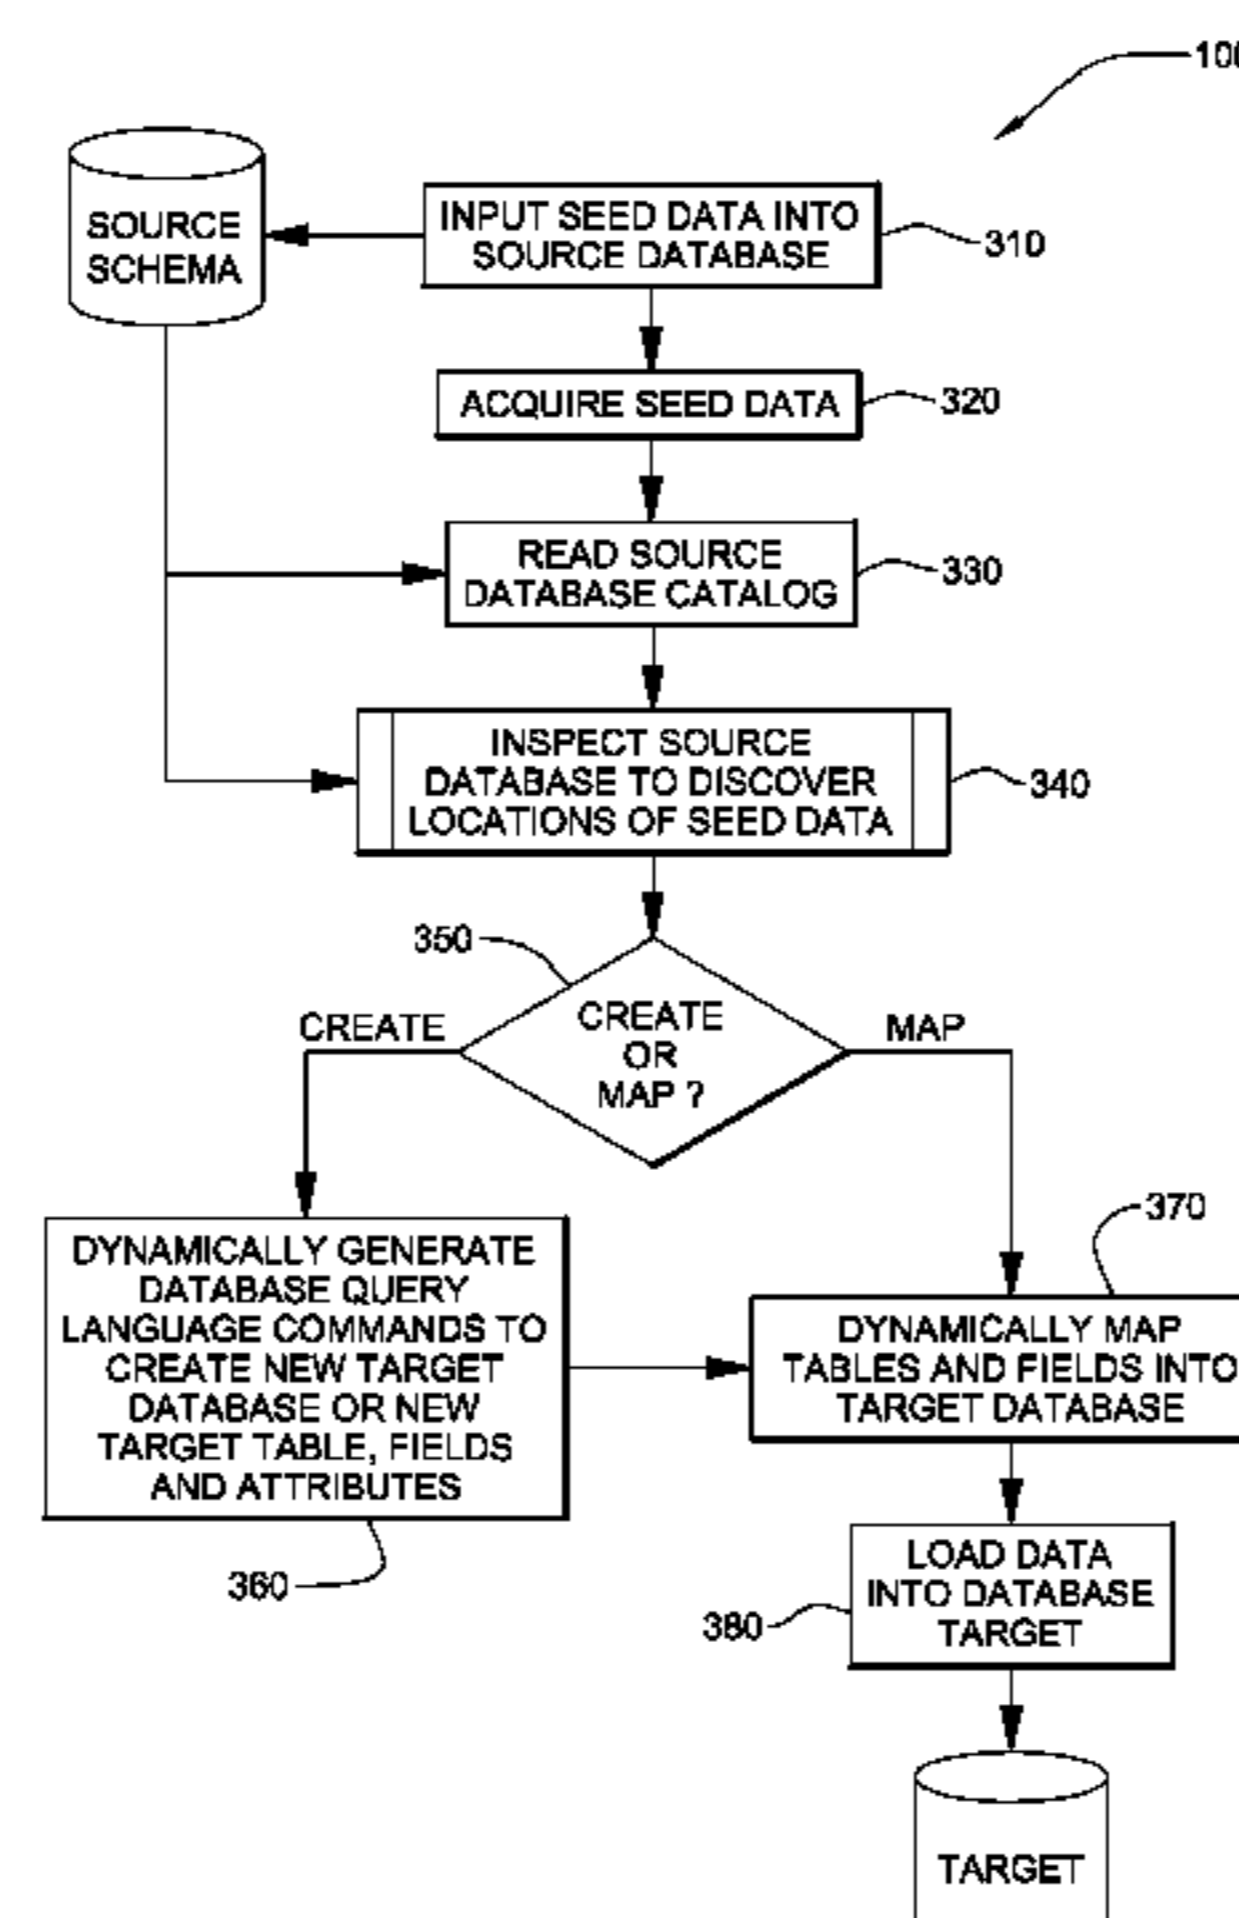 100
SOURCE
SCHEMA
INPUT SEED DATA INTO
SOURCE DATABASE
310
ACQUIRE SEED DATA
320
READ SOURCE
DATABASE CATALOG
330
INSPECT SOURCE
DATABASE TO DISCOVER
LOCATIONS OF SEED DATA
340
350
CREATE
OR
MAP ?
CREATE
MAP
DYNAMICALLY GENERATE
DATABASE QUERY
LANGUAGE COMMANDS TO
CREATE NEW TARGET
DATABASE OR NEW
TARGET TABLE, FIELDS
AND ATTRIBUTES
360
370
DYNAMICALLY MAP
TABLES AND FIELDS INTO
TARGET DATABASE
LOAD DATA
INTO DATABASE
TARGET
380
TARGET